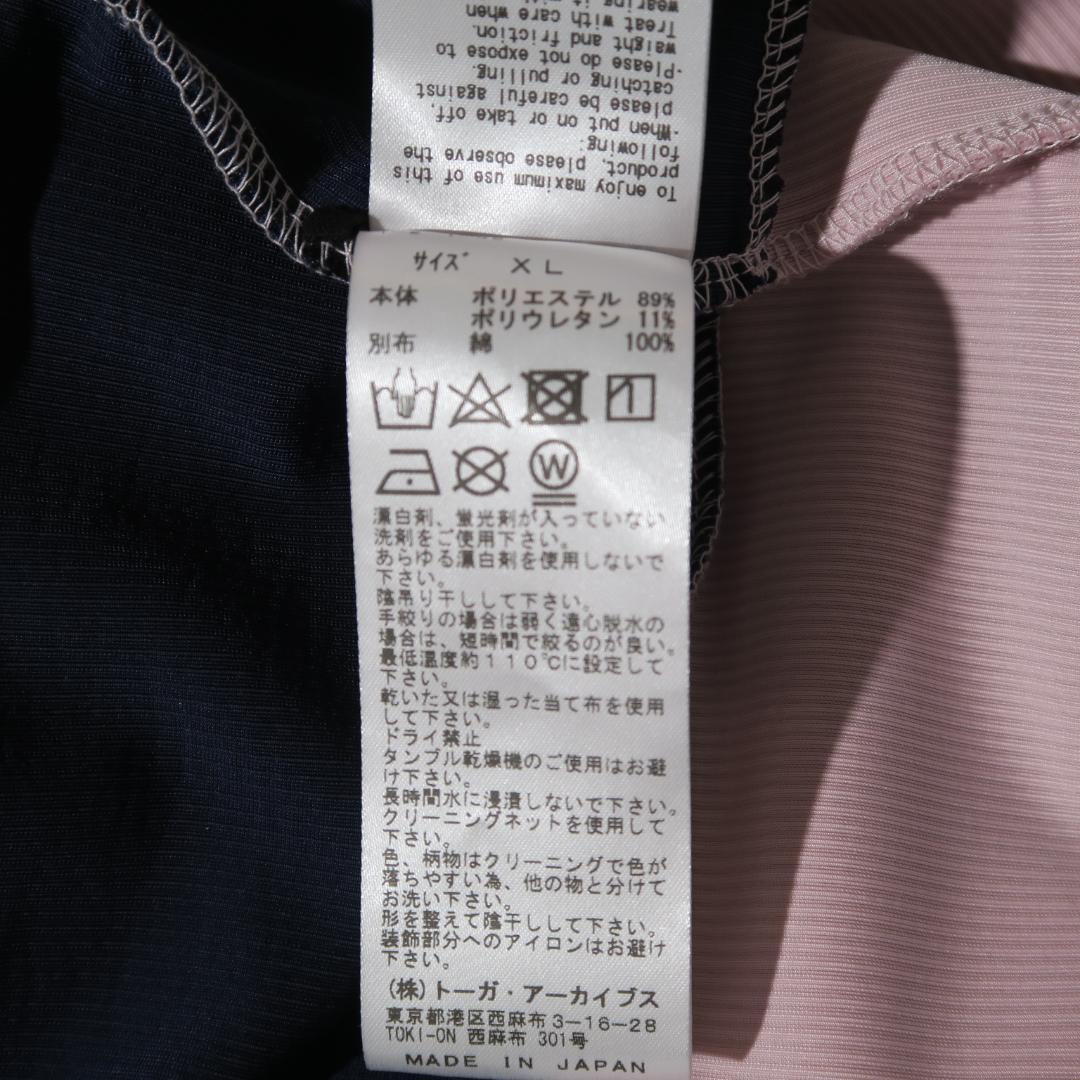 To enjoy maximum use of this
product, please observe the
following:
·When put on or take off,
please be careful against
catching or pulling.
·Please do not expose to
waight and friction.
Treat with care when
サイズ XL
本体 ポリエステル 89%
ポリウレタン 11%
別布 綿 100%
W
漂白剤、蛍光剤が入っていない
洗剤をご使用下さい。
あらゆる漂白剤を使用しないで
下さい。
陰吊り干しして下さい。
手絞りの場合は弱く遠心脱水の
場合は、短時間で絞るのが良い。
最低温度約110℃に設定して
下さい。
乾いた又は湿った当て布を使用
して下さい。
ドライ禁止
タンブル乾燥機のご使用はお避
け下さい。
長時間水に浸漬しないで下さい。
クリーニングネットを使用して
下さい。
色、柄物はクリーニングで色が
落ちやすい為、他の物と分けて
お洗い下さい。
形を整えて陰干しして下さい。
装飾部分へのアイロンはお避け
下さい。
(株)トーガ・アーカイブス
東京都港区西麻布3-16-28
TOKI-ON 西麻布 301号
MADE IN JAPAN